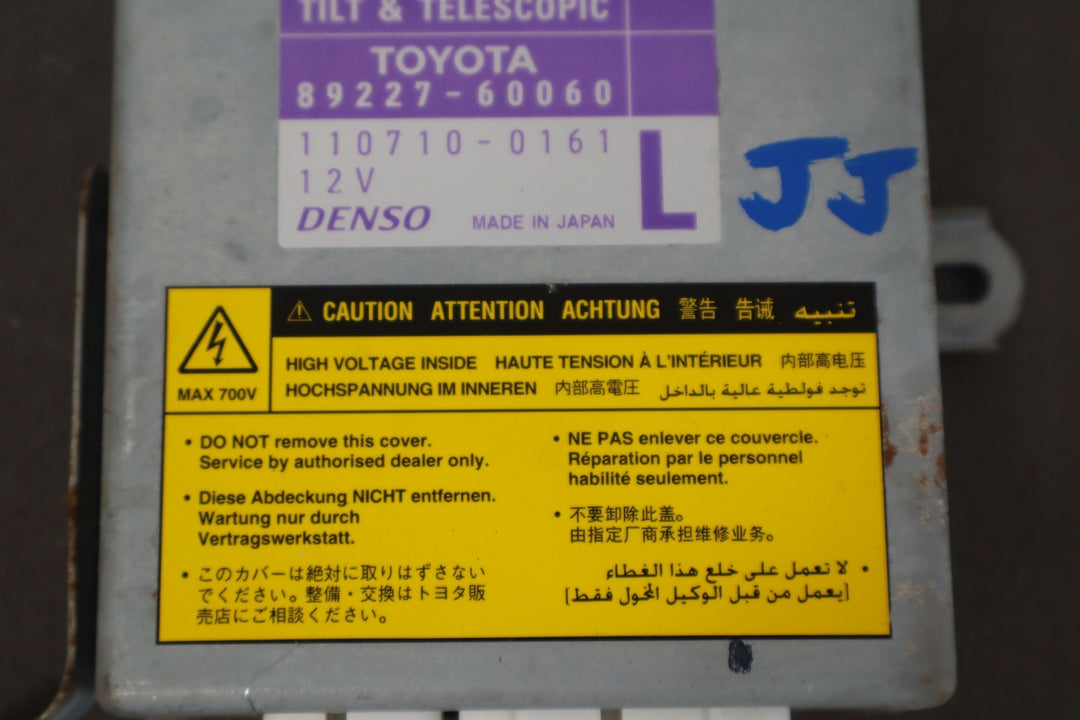 TILT & TELESCOPIC
TOYOTA
89227-60060
110710-0161
12V
DENSO MADE IN JAPAN
L
JJ
⚠ CAUTION ATTENTION ACHTUNG 警告 告诫 تنبيه
MAX 700V
HIGH VOLTAGE INSIDE HAUTE TENSION À L'INTÉRIEUR 内部高电压
HOCHSPANNUNG IM INNEREN 内部高電圧 توجد فولطية عالية بالداخل
• DO NOT remove this cover.
Service by authorised dealer only.
• Diese Abdeckung NICHT entfernen.
Wartung nur durch
Vertragswerkstatt.
• このカバーは絶対に取りはずさない
でください。整備・交換はトヨタ販
売店にご相談ください。
• NE PAS enlever ce couvercle.
Réparation par le personnel
habilité seulement.
• 不要卸除此盖。
由指定厂商承担维修业务。
• لا تعمل على خلع هذا الغطاء
[يعمل من قبل الوكيل المخول فقط]